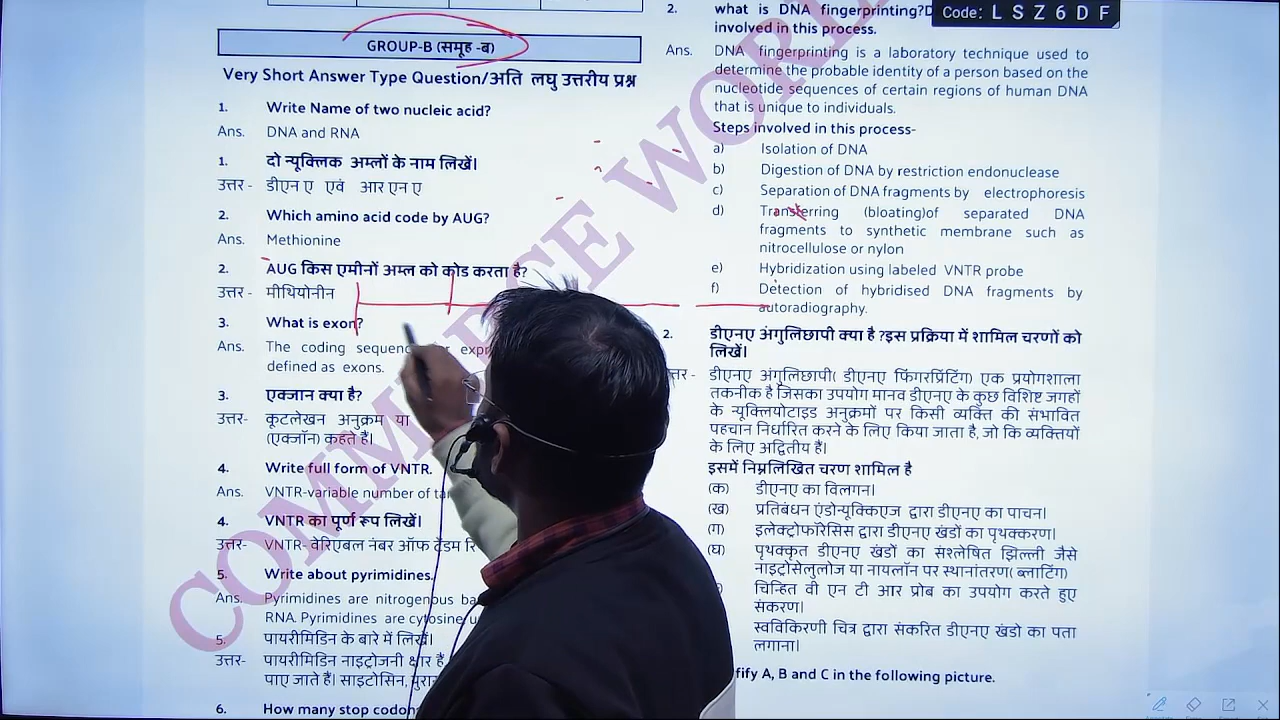 GROUP-B (समूह -ब)
Very Short Answer Type Question/अति लघु उत्तरीय प्रश्न
1. Write Name of two nucleic acid?
Ans. DNA and RNA
1. दो न्यूक्लिक अम्लों के नाम लिखें।
उत्तर - डीएन ए एवं आर एन ए
2. Which amino acid code by AUG?
Ans. Methionine
2. AUG किस एमीनों अम्ल को कोड करता है?
उत्तर - मीथियोनीन
3. What is exon?
Ans. The coding
defined as exons.
3. एक्जान क्या है?
उत्तर- कूटलेखन अनुक्रम या
(एक्जॉन) कहते हैं।
4. Write full form of VNTR.
Ans. VNTR-variable number of
4. VNTR का पूर्ण रूप लिखें।
उत्तर- VNTR- वेरिएबल नंबर ऑफ टेंडम
5. Write about pyrimidines.
Ans. Pyrimidines are nitrogenous
RNA. Pyrimidines are cytosine,
5. पायरीमिडिन के बारे में लिखें।
उत्तर- पायरीमिडिन नाइट्रोजनी क्षार हैं
पाए जाते हैं। साइटोसिन,
6. How many stop
2. what is DNA fingerprinting?
involved in this process.
Ans. DNA fingerprinting is a laboratory technique used to
determine the probable identity of a person based on the
nucleotide sequences of certain regions of human DNA
that is unique to individuals.
Steps involved in this process-
a) Isolation of DNA
b) Digestion of DNA by restriction endonuclease
c) Separation of DNA fragments by electrophoresis
d) Transferring (bloating)of separated DNA
fragments to synthetic membrane such as
nitrocellulose or nylon
e) Hybridization using labeled VNTR probe
f) Detection of hybridised DNA fragments by
autoradiography.
2. डीएनए अंगुलिछापी क्या है ?इस प्रक्रिया में शामिल चरणों को
लिखें।
डीएनए अंगुलिछापी( डीएनए फिंगरप्रिंटिंग) एक प्रयोगशाला
तकनीक है जिसका उपयोग मानव डीएनए के कुछ विशिष्ट जगहों
के न्यूक्लियोटाइड अनुक्रमों पर किसी व्यक्ति की संभावित
पहचान निर्धारित करने के लिए किया जाता है, जो कि व्यक्तियों
के लिए अद्वितीय हैं।
इसमें निम्नलिखित चरण शामिल है
(क) डीएनए का विलगन।
(ख) प्रतिबंधन एंडोन्यूक्लिएज द्वारा डीएनए का पाचन।
(ग) इलेक्ट्रोफॉरेसिस द्वारा डीएनए खंडों का पृथक्करण।
(घ) पृथक्कृत डीएनए खंडों का संश्लेषित झिल्ली जैसे
नाइट्रोसेलुलोज या नायलॉन पर स्थानांतरण( ब्लाटिंग)
चिन्हित वी एन टी आर प्रोब का उपयोग करते हुए
संकरण।
स्वविकिरणी चित्र द्वारा संकरित डीएनए खंडो का पता
लगाना।
A, B and C in the following picture.
Code: L S Z 6 D F
COMMERCE